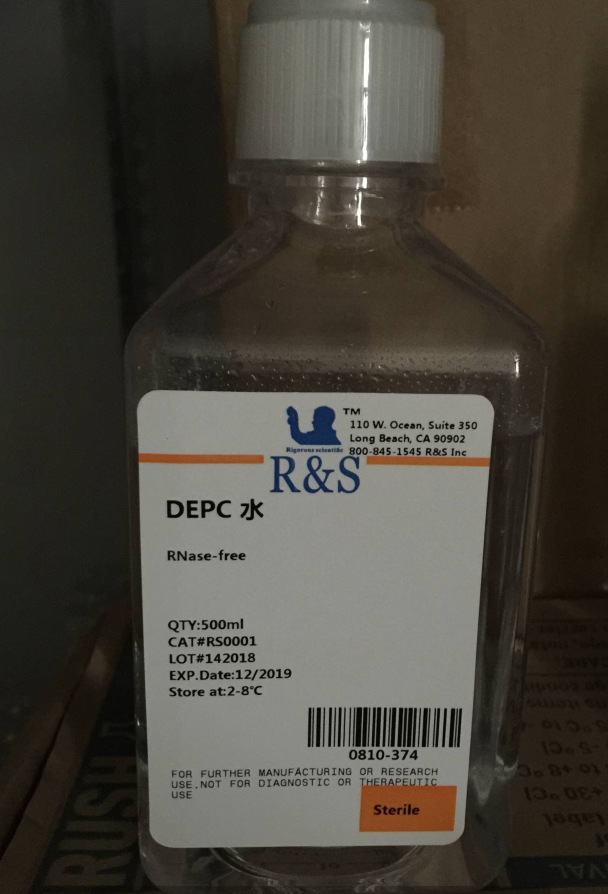 TM
110 W. Ocean, Suite 350
Long Beach, CA 90902
Rigorous scientific 800-845-1545 R&S Inc
R&S
DEPC 水
RNase-free
QTY:500ml
CAT#RS0001
LOT#142018
EXP.Date:12/2019
Store at:2-8℃
0810-374
FOR FURTHER MANUFACTURING OR RESEARCH
USE.NOT FOR DIAGNOSTIC OR THERAPEUTIC
USE
Sterile
RUSH